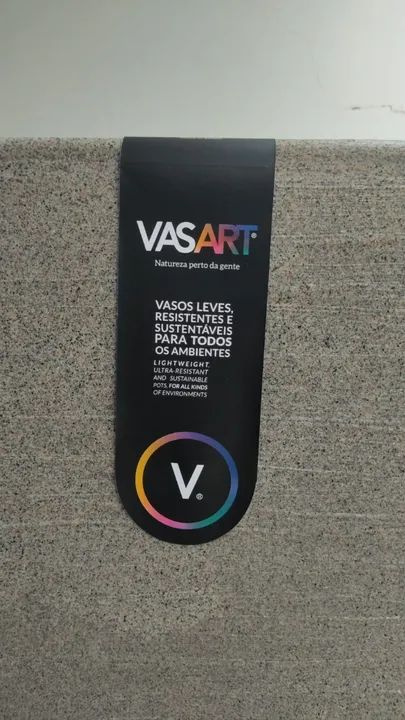 VASART®
Natureza perto da gente
VASOS LEVES,
RESISTENTES E
SUSTENTÁVEIS
PARA TODOS
OS AMBIENTES
LIGHTWEIGHT,
ULTRA-RESISTANT
AND SUSTAINABLE
POTS, FOR ALL KINDS
OF ENVIRONMENTS
V®